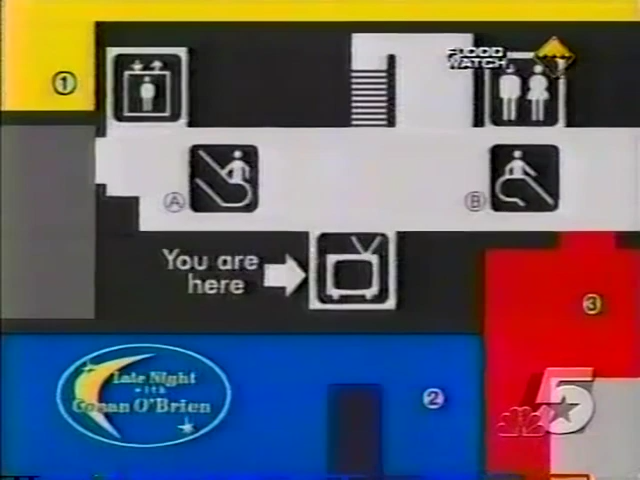 FLOOD
WATCH
1
A
B
You are
here
3
Late Night
with
Conan O'Brien
2
5